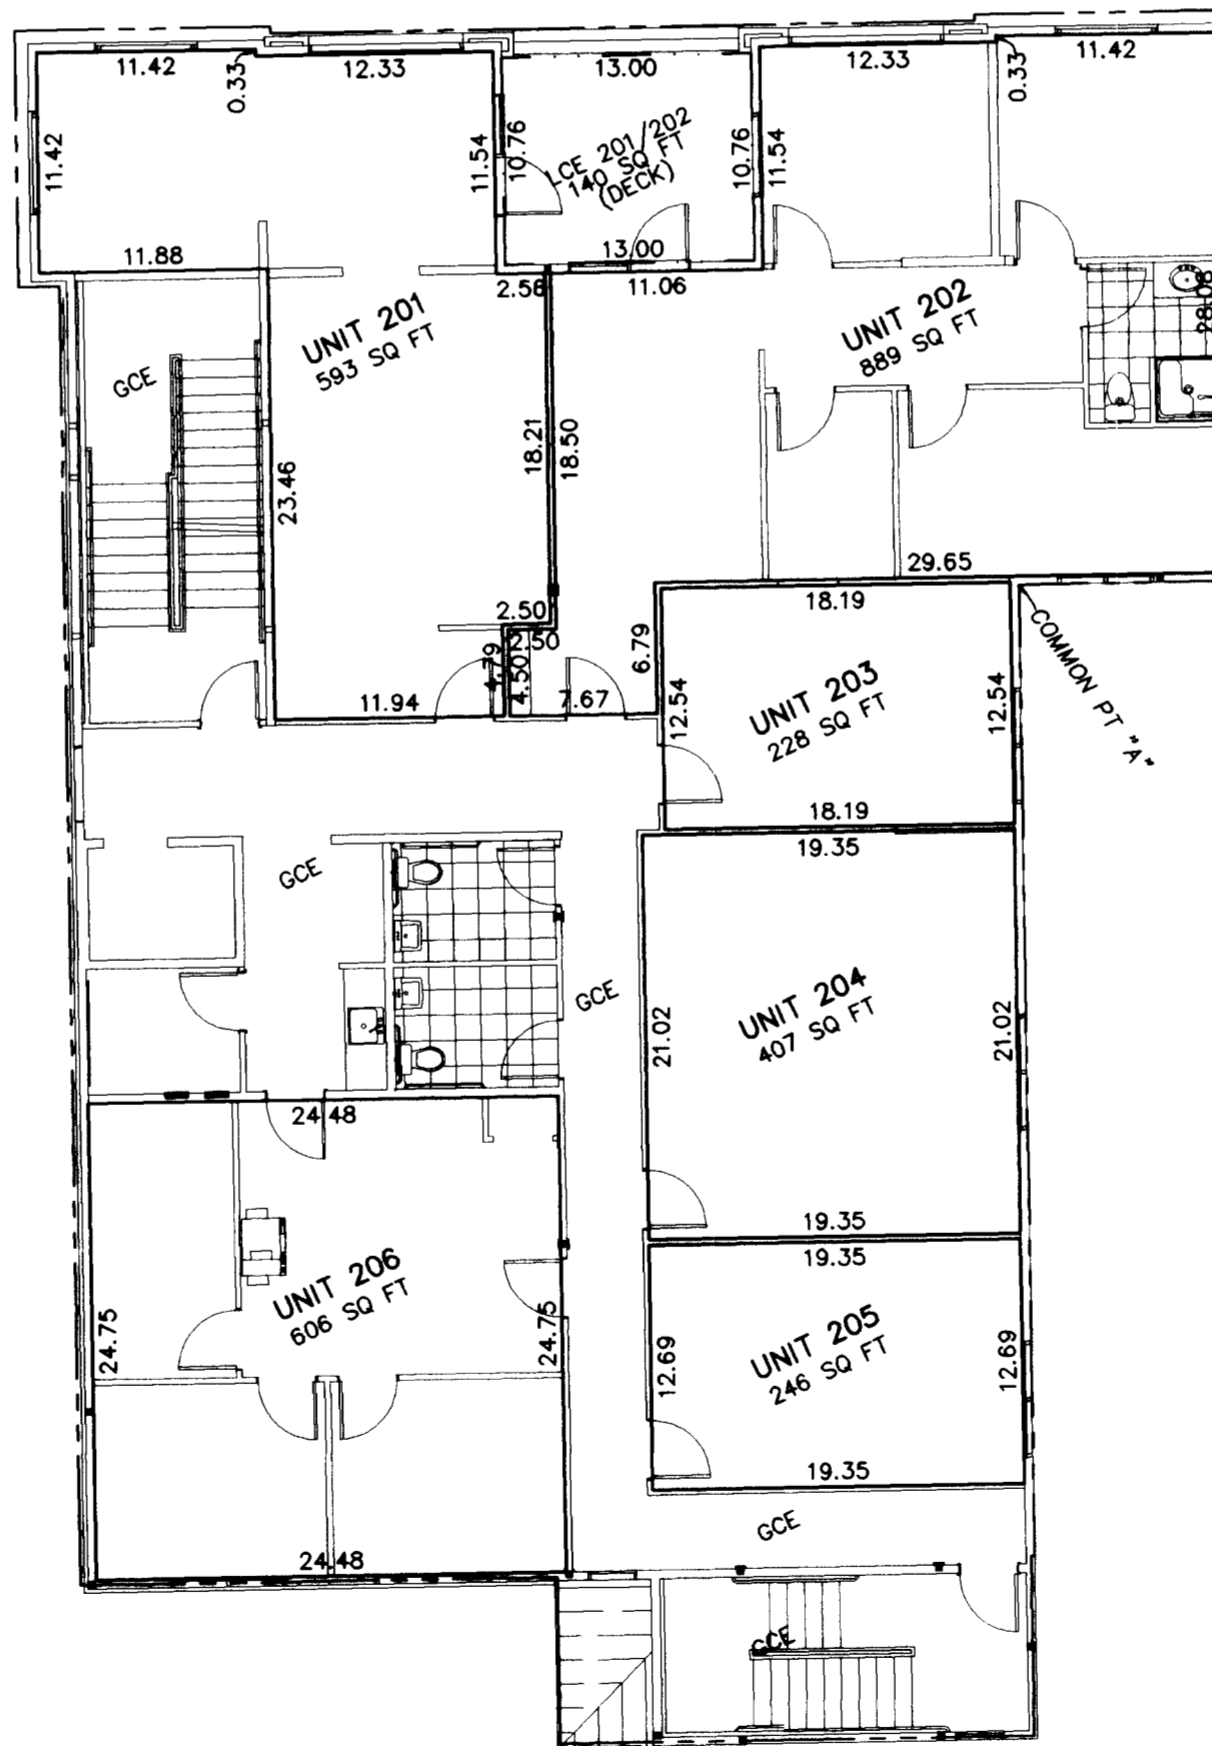 11.42
0.33
12.33
13.00
12.33
0.33
11.42
11.42
11.54
10.76
LCE 201/202
140 SQ FT
(DECK)
10.76
11.54
11.88
13.00
2.56
11.06
28.08
UNIT 201
593 SQ FT
UNIT 202
889 SQ FT
GCE
23.46
18.21
18.50
29.65
2.50
2.50
18.19
4.79
4.50
6.79
COMMON PT "A"
11.94
7.67
12.54
UNIT 203
228 SQ FT
12.54
18.19
19.35
GCE
GCE
21.02
UNIT 204
407 SQ FT
21.02
24.48
19.35
19.35
UNIT 206
606 SQ FT
24.75
24.75
12.69
UNIT 205
246 SQ FT
12.69
19.35
24.48
GCE
GCE